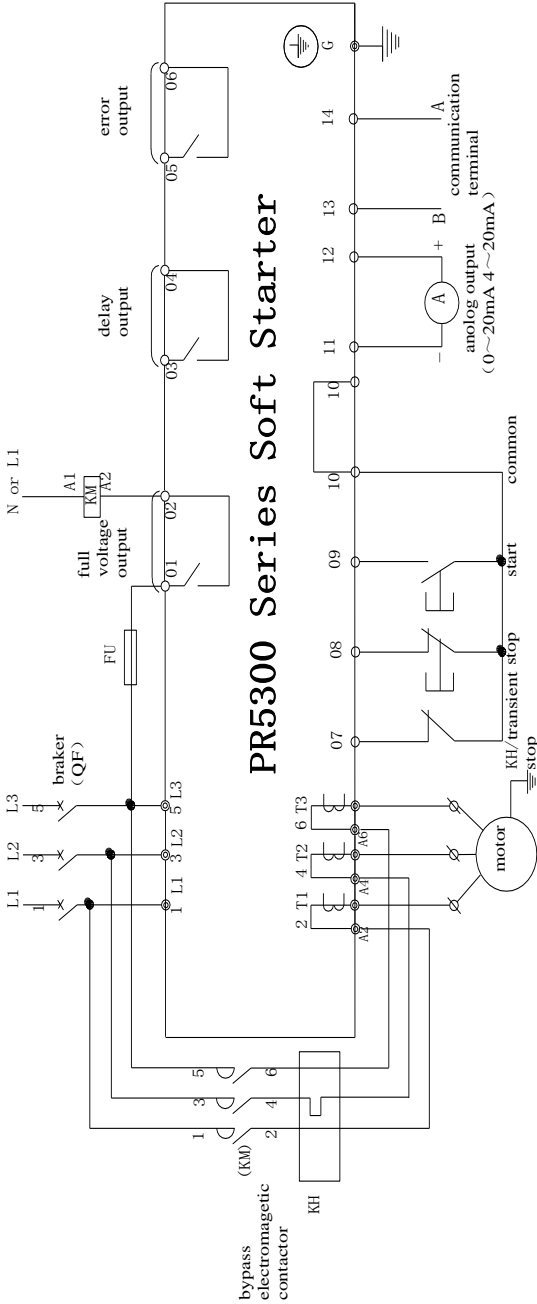 bypass
electromagetic
contactor
KH
(KM)
1
3
5
2
4
6
L1
L2
L3
1
3
5
braker
(QF)
FU
N or L1
A1
KM
A2
full
voltage
output
delay
output
error
output
1
L1
3
L2
5
L3
01
02
03
04
05
06
PR5300 Series Soft Starter
2
T1
4
T2
6
T3
A2
A4
A6
07
08
09
10
10
11
12
13
14
G
motor
KH/transient stop
stop
start
common
－
A
+
anolog output
(0～20mA 4～20mA)
B
A
communication
terminal